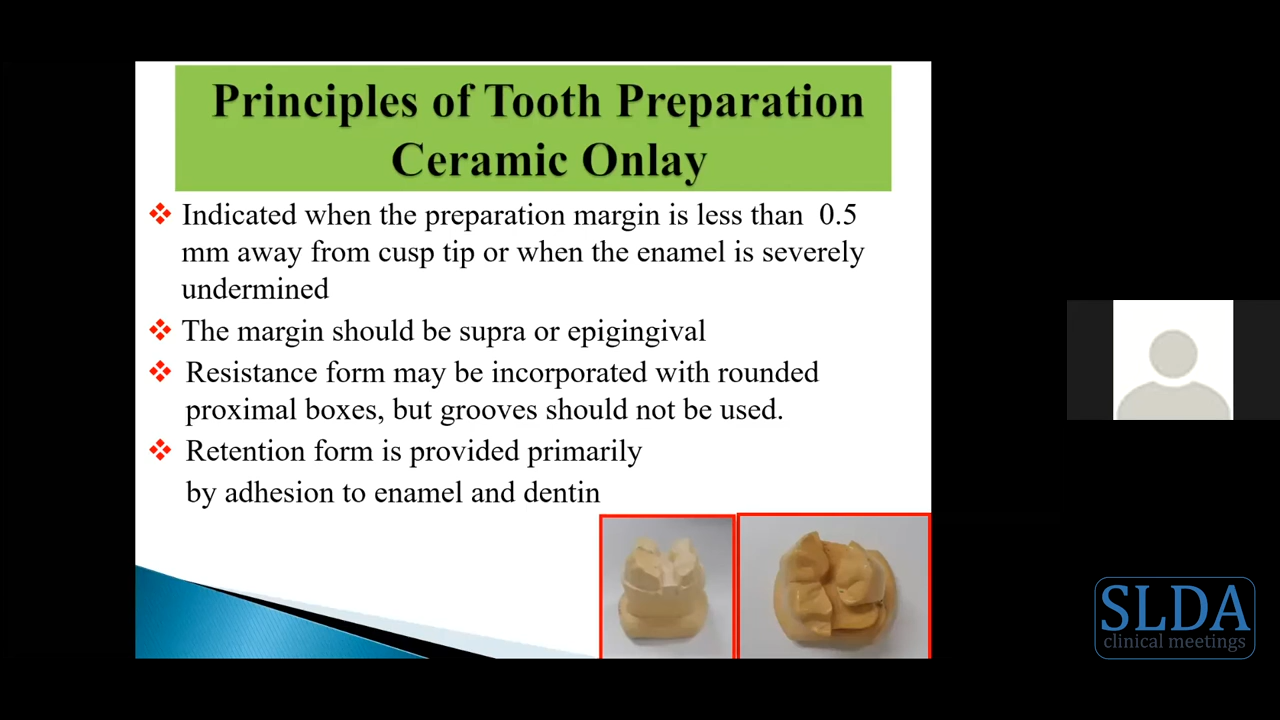 Principles of Tooth Preparation
Ceramic Onlay
Indicated when the preparation margin is less than 0.5
mm away from cusp tip or when the enamel is severely
undermined
The margin should be supra or epigingival
Resistance form may be incorporated with rounded
proximal boxes, but grooves should not be used.
Retention form is provided primarily
by adhesion to enamel and dentin
SLDA
clinical meetings